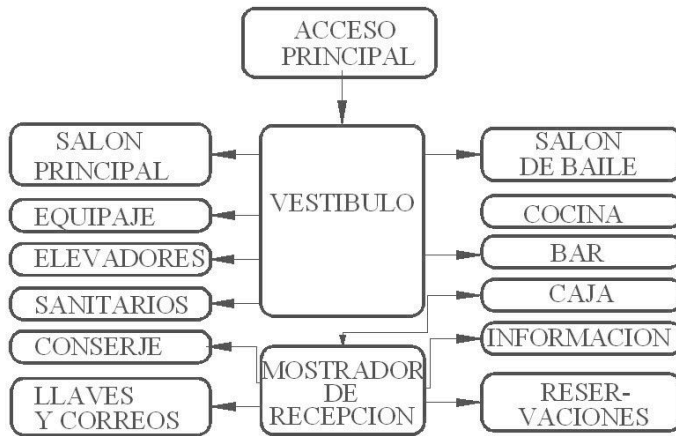 ACCESO
PRINCIPAL
SALON
PRINCIPAL
EQUIPAJE
ELEVADORES
SANITARIOS
CONSERJE
LLAVES
Y CORREOS
VESTIBULO
MOSTRADOR
DE
RECEPCION
SALON
DE BAILE
COCINA
BAR
CAJA
INFORMACION
RESER-
VACIONES